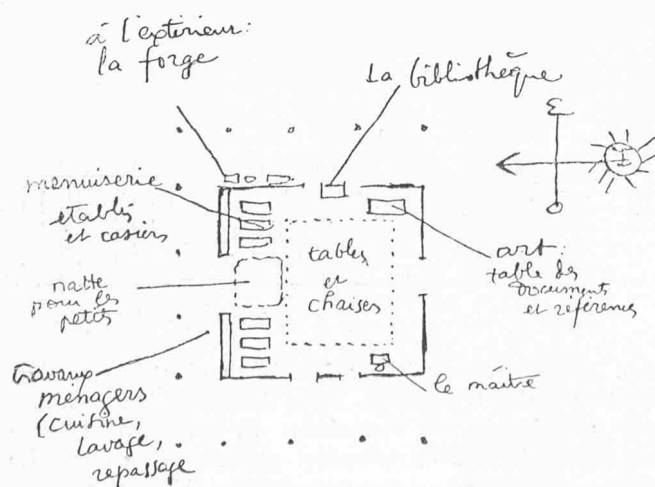 à l'extérieur:
la forge
La bibliothèque
E
O
menuiserie
établis
et casiers
natte
pour les
petits
tables
et
chaises
art:
table des
documents
et références
travaux
ménagers
(cuisine,
lavage,
repassage
le maître